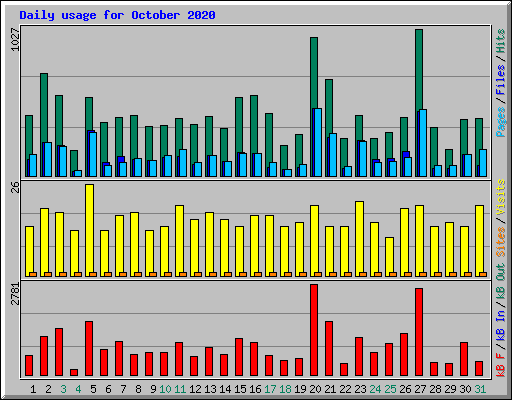 Daily usage for October 2020
1027
Pages / Files / Hits
26
Sites / Visits
2781
kB F / kB In / kB Out
1 2 3 4 5 6 7 8 9 10 11 12 13 14 15 16 17 18 19 20 21 22 23 24 25 26 27 28 29 30 31